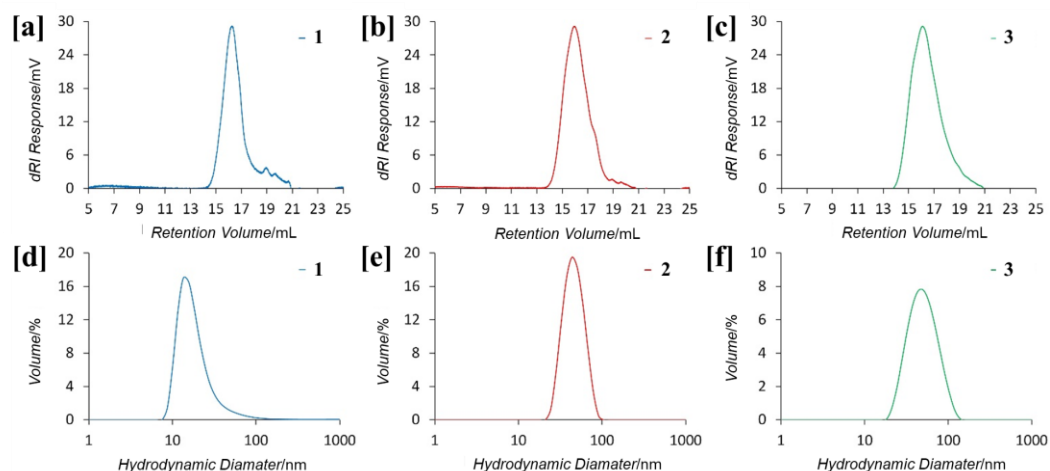 [a]
30
24
18
12
6
0
dRI Response/mV
1
5 7 9 11 13 15 17 19 21 23 25
Retention Volume/mL
[b]
30
24
18
12
6
0
dRI Response/mV
2
5 7 9 11 13 15 17 19 21 23 25
Retention Volume/mL
[c]
30
24
18
12
6
0
dRI Response/mV
3
5 7 9 11 13 15 17 19 21 23 25
Retention Volume/mL
[d]
20
16
12
8
4
0
Volume/%
1
1 10 100 1000
Hydrodynamic Diamater/nm
[e]
20
16
12
8
4
0
Volume/%
2
1 10 100 1000
Hydrodynamic Diamater/nm
[f]
10
8
6
4
2
0
Volume/%
3
1 10 100 1000
Hydrodynamic Diamater/nm